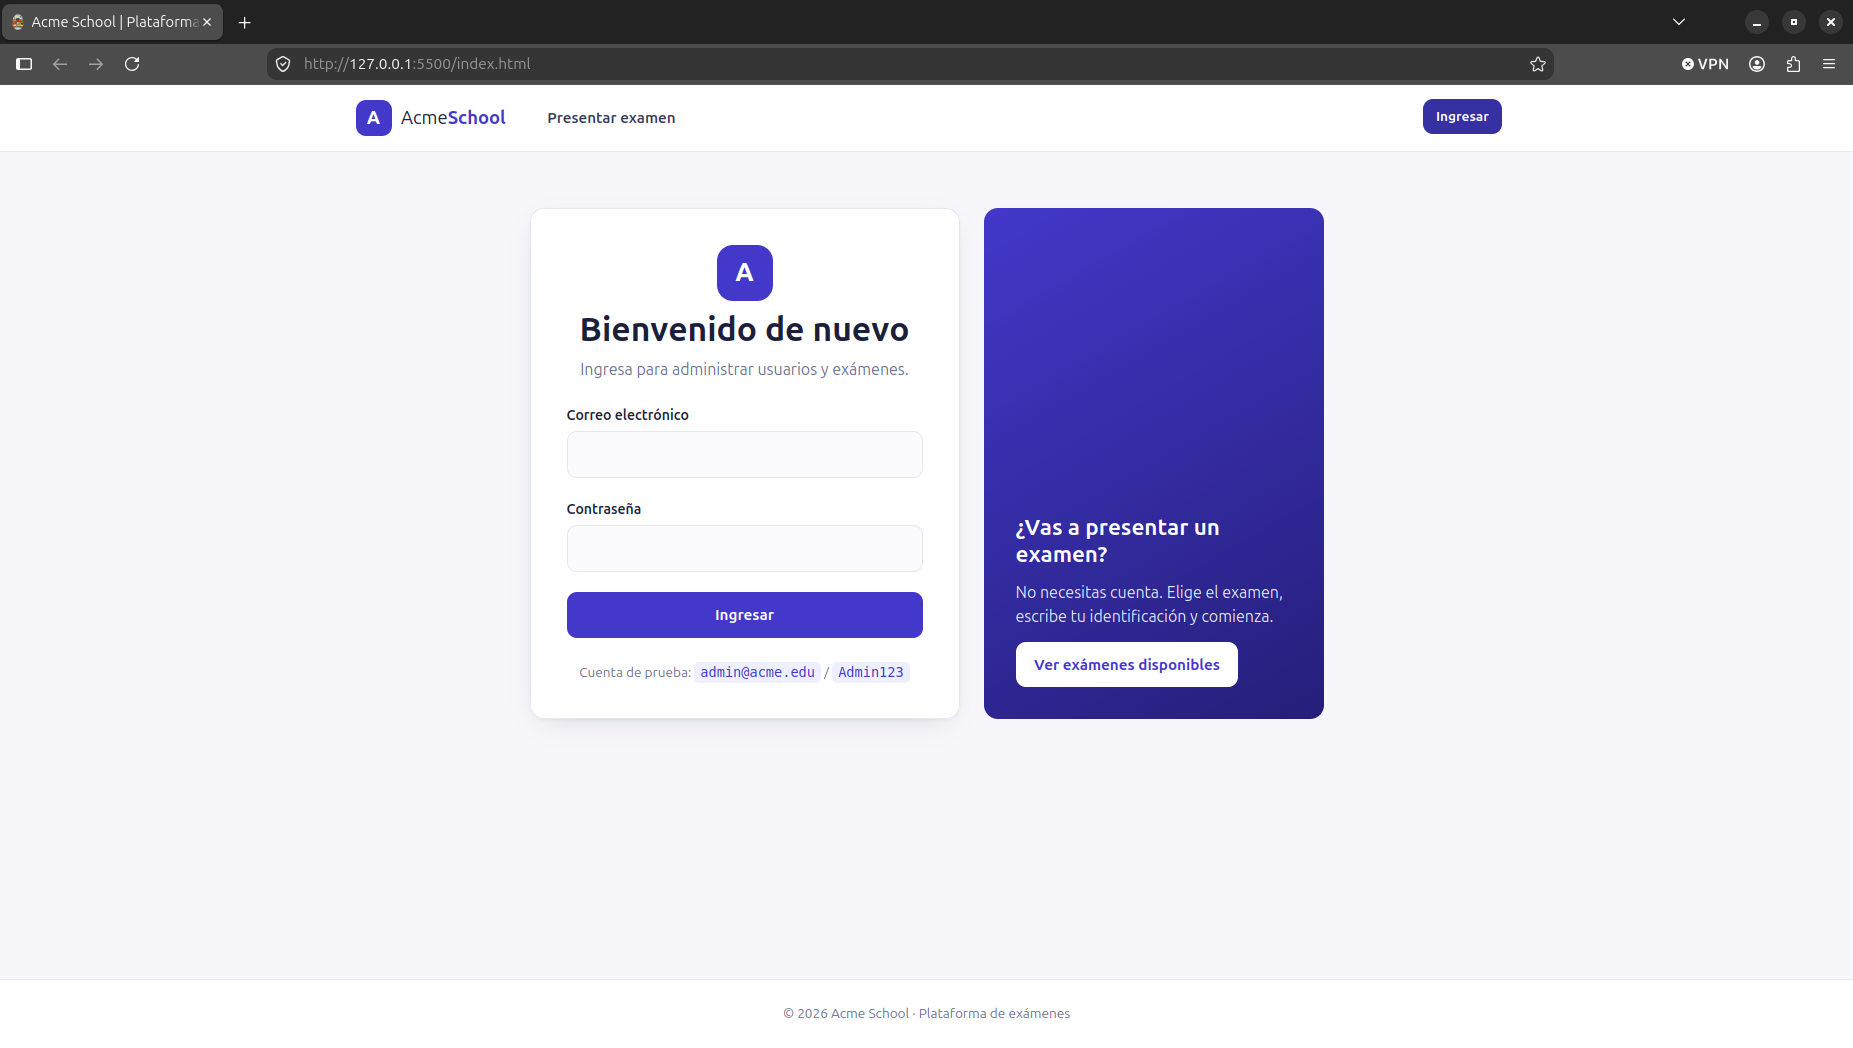 Acme School | Plataforma
http://127.0.0.1:5500/index.html
VPN
A
AcmeSchool
Presentar examen
Ingresar
A
Bienvenido de nuevo
Ingresa para administrar usuarios y exámenes.
Correo electrónico
Contraseña
Ingresar
Cuenta de prueba: admin@acme.edu / Admin123
¿Vas a presentar un
examen?
No necesitas cuenta. Elige el examen,
escribe tu identificación y comienza.
Ver exámenes disponibles
© 2026 Acme School · Plataforma de exámenes